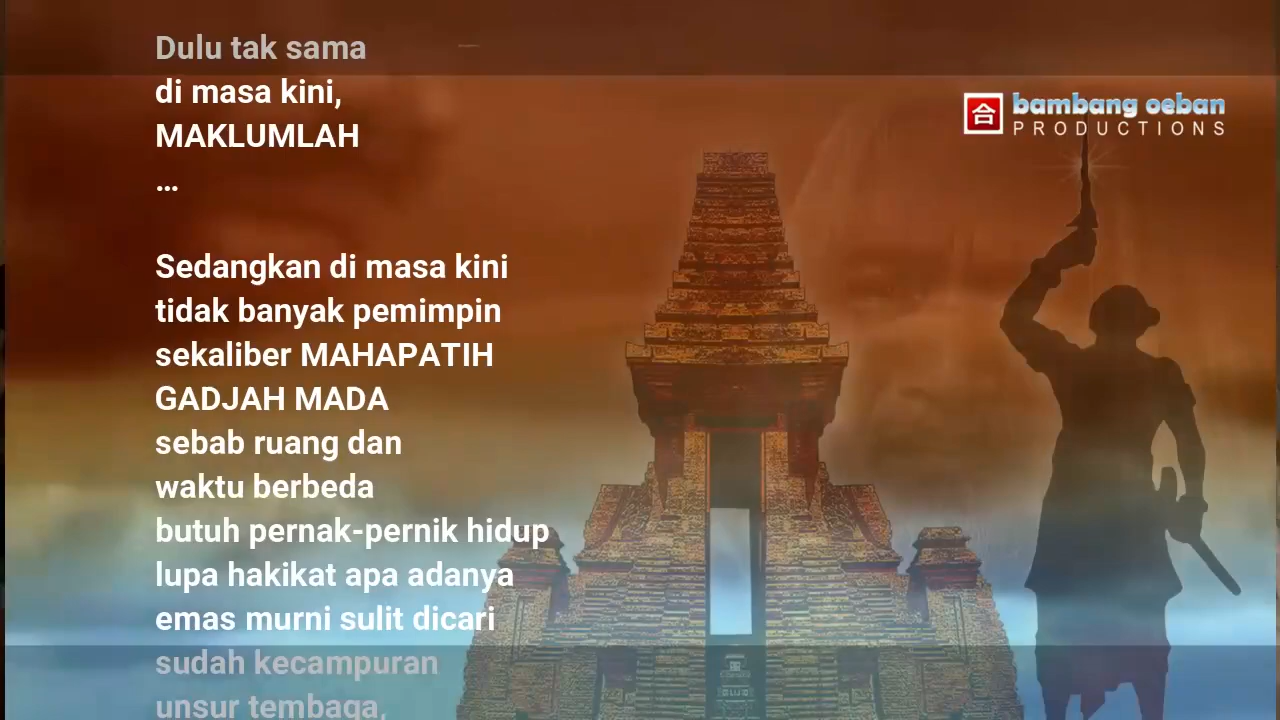 Dulu tak sama
di masa kini,
MAKLUMLAH
...
Sedangkan di masa kini
tidak banyak pemimpin
sekaliber MAHAPATIH
GADJAH MADA
sebab ruang dan
waktu berbeda
butuh pernak-pernik hidup
lupa hakikat apa adanya
emas murni sulit dicari
sudah kecampuran
unsur tembaga,
合 bambang oeban
PRODUCTIONS